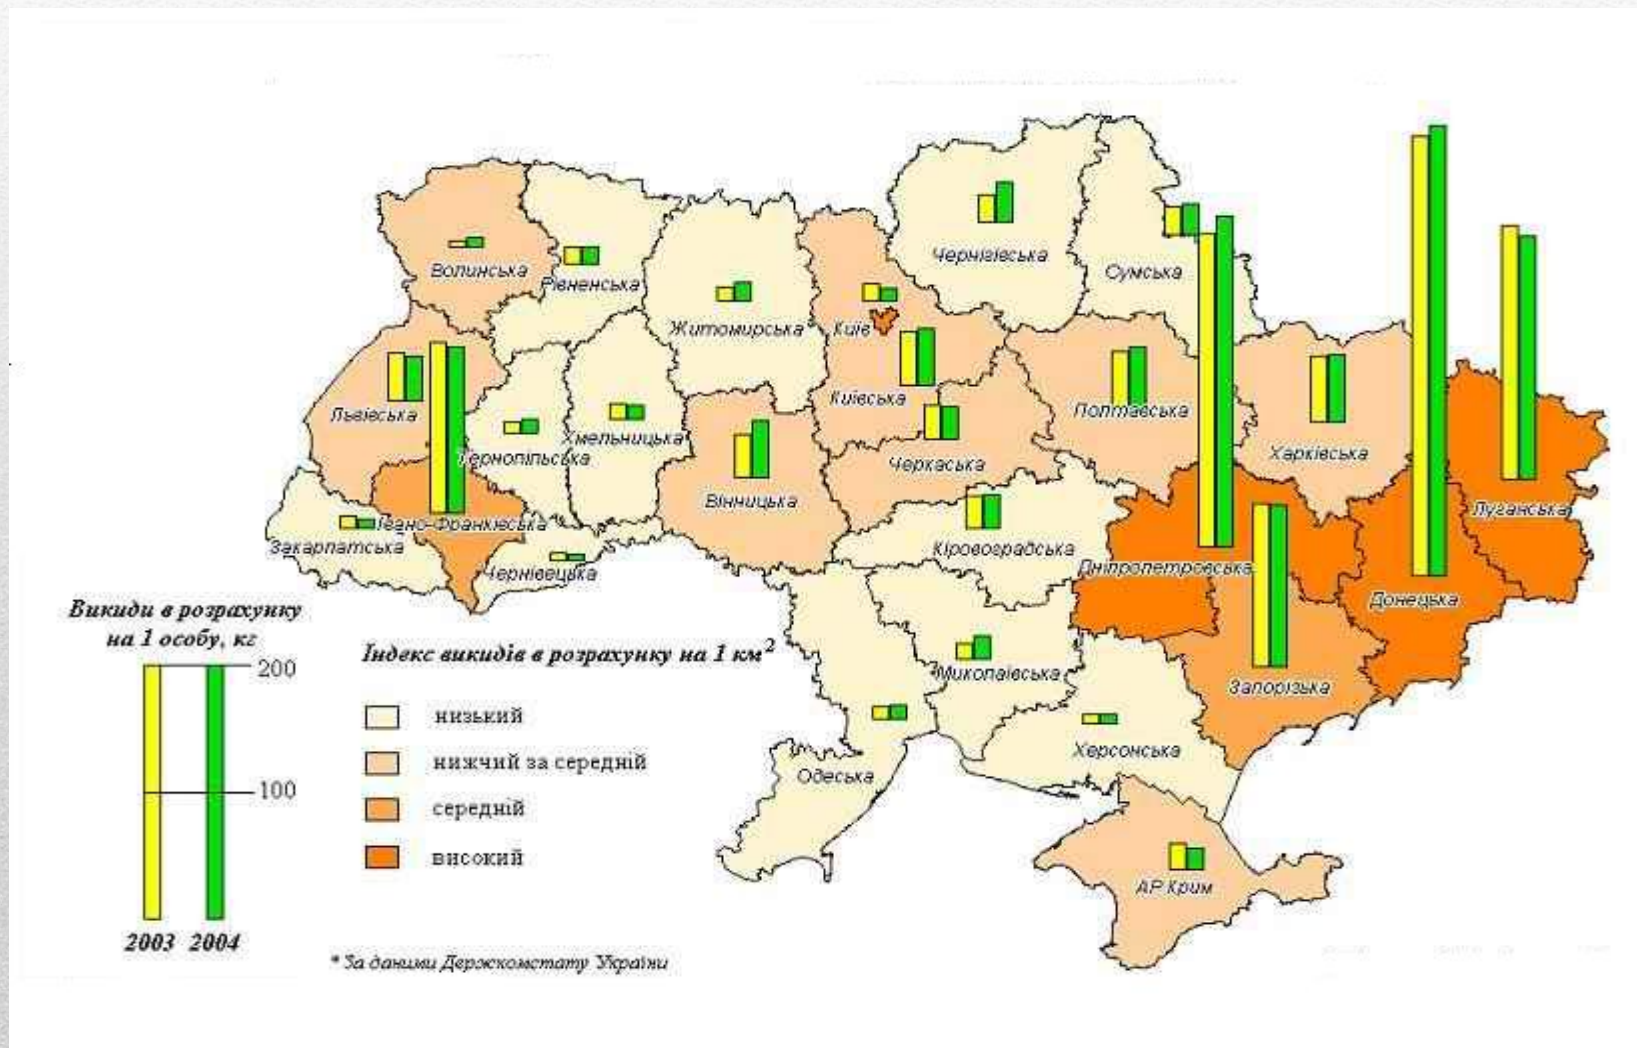 Чернігівська
Сумська
Волинська
Рівненська
Житомирська*
Київ
Київська
Львівська
Тернопільська
Хмельницька
Вінницька
Черкаська
Полтавська
Харківська
Луганська
Закарпатська
Івано-Франківська
Чернівецька
Кіровоградська
Дніпропетровська
Донецька
Миколаївська
Запорізька
Одеська
Херсонська
АР Крим
Викиди в розрахунку
на 1 особу, кг
200
100
2003 2004
Індекс викидів в розрахунку на 1 км²
низький
нижчий за середній
середній
високий
* За даними Держкомстату України